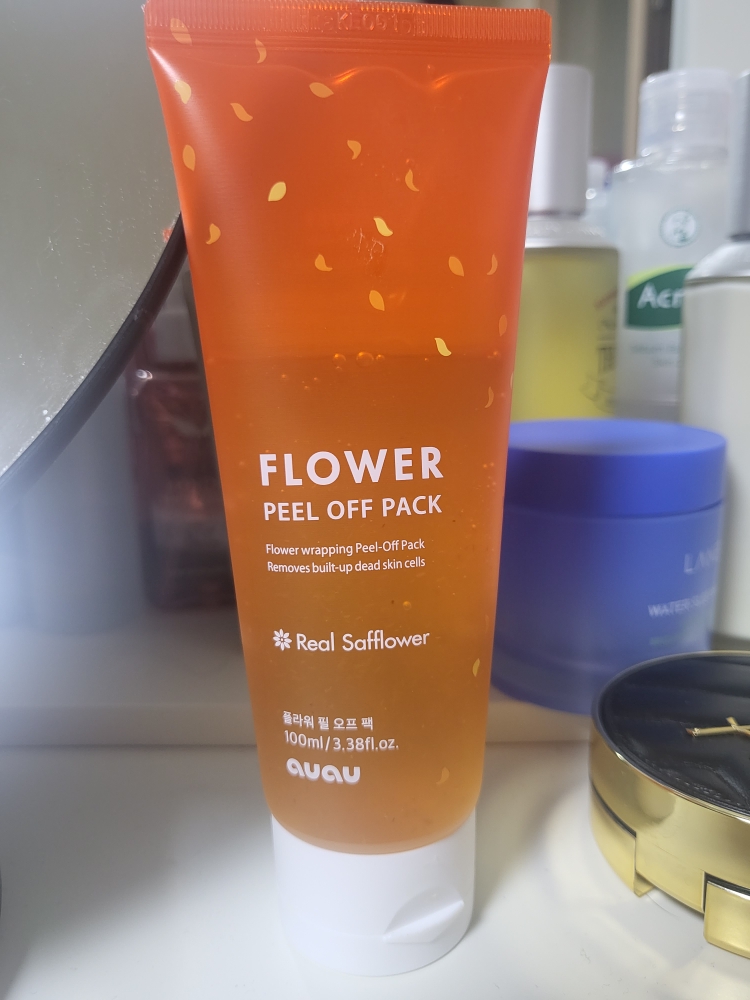 FLOWER
PEEL OFF PACK
Flower wrapping Peel-Off Pack
Removes built-up dead skin cells
Real Safflower
플라워 필 오프 팩
100ml/3.38fl.oz.
auau
WATER